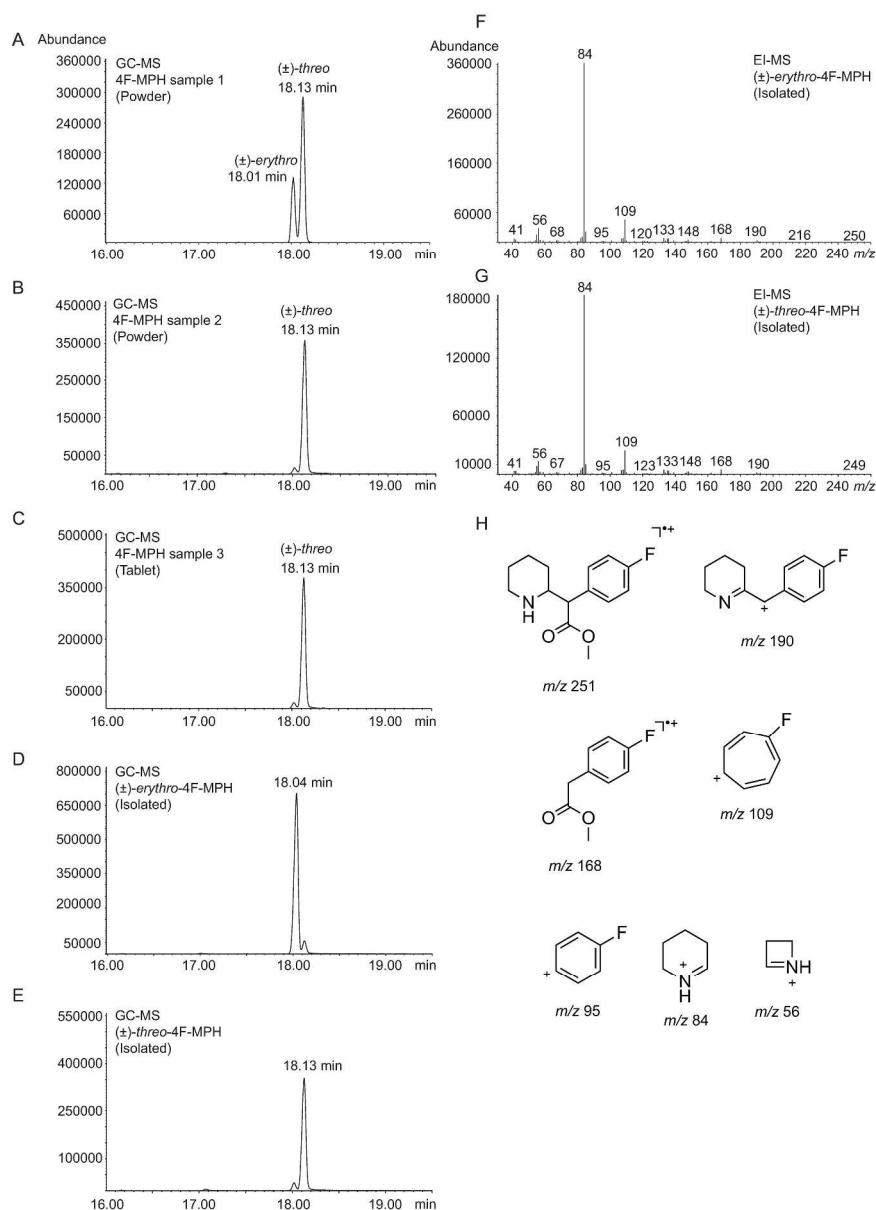 A
Abundance
360000
300000
240000
180000
120000
60000
GC-MS
4F-MPH sample 1
(Powder)
(±)-threo
18.13 min
(±)-erythro
18.01 min
16.00 17.00 18.00 19.00 min
B
450000
350000
250000
150000
50000
GC-MS
4F-MPH sample 2
(Powder)
(±)-threo
18.13 min
16.00 17.00 18.00 19.00 min
C
500000
350000
200000
50000
GC-MS
4F-MPH sample 3
(Tablet)
(±)-threo
18.13 min
16.00 17.00 18.00 19.00 min
D
800000
650000
500000
350000
200000
50000
GC-MS
(±)-erythro-4F-MPH
(Isolated)
18.04 min
16.00 17.00 18.00 19.00 min
E
550000
400000
250000
100000
GC-MS
(±)-threo-4F-MPH
(Isolated)
18.13 min
16.00 17.00 18.00 19.00 min
F
Abundance
360000
260000
160000
60000
84
EI-MS
(±)-erythro-4F-MPH
(Isolated)
41 56 68 95 109 120 133 148 168 190 216 250
40 60 80 100 120 140 160 180 200 220 240 m/z
G
180000
120000
60000
10000
84
EI-MS
(±)-threo-4F-MPH
(Isolated)
41 56 67 95 109 123 133 148 168 190 249
40 60 80 100 120 140 160 180 200 220 240 m/z
H
F
•+
N
H
O
O
m/z 251
F
N
+
m/z 190
F
•+
O
O
m/z 168
F
+
m/z 109
F
+
m/z 95
+
N
H
m/z 84
NH
+
m/z 56